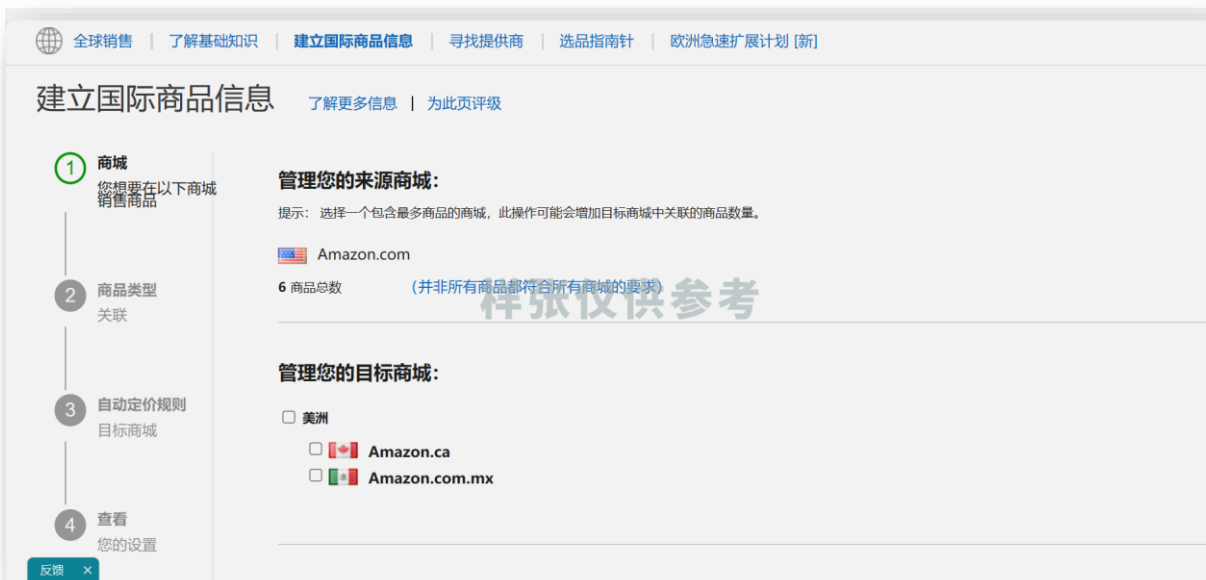 全球销售 | 了解基础知识 | 建立国际商品信息 | 寻找提供商 | 选品指南针 | 欧洲急速扩展计划 [新]
建立国际商品信息 了解更多信息 | 为此页评级
1 商城
您想要在以下商城
销售商品
2 商品类型
关联
3 自动定价规则
目标商城
4 查看
您的设置
反馈 ×
管理您的来源商城：
提示： 选择一个包含最多商品的商城，此操作可能会增加目标商城中关联的商品数量。
Amazon.com
6 商品总数 （并非所有商品都符合所有商城的要求）
样张仅供参考
管理您的目标商城：
美洲
Amazon.ca
Amazon.com.mx